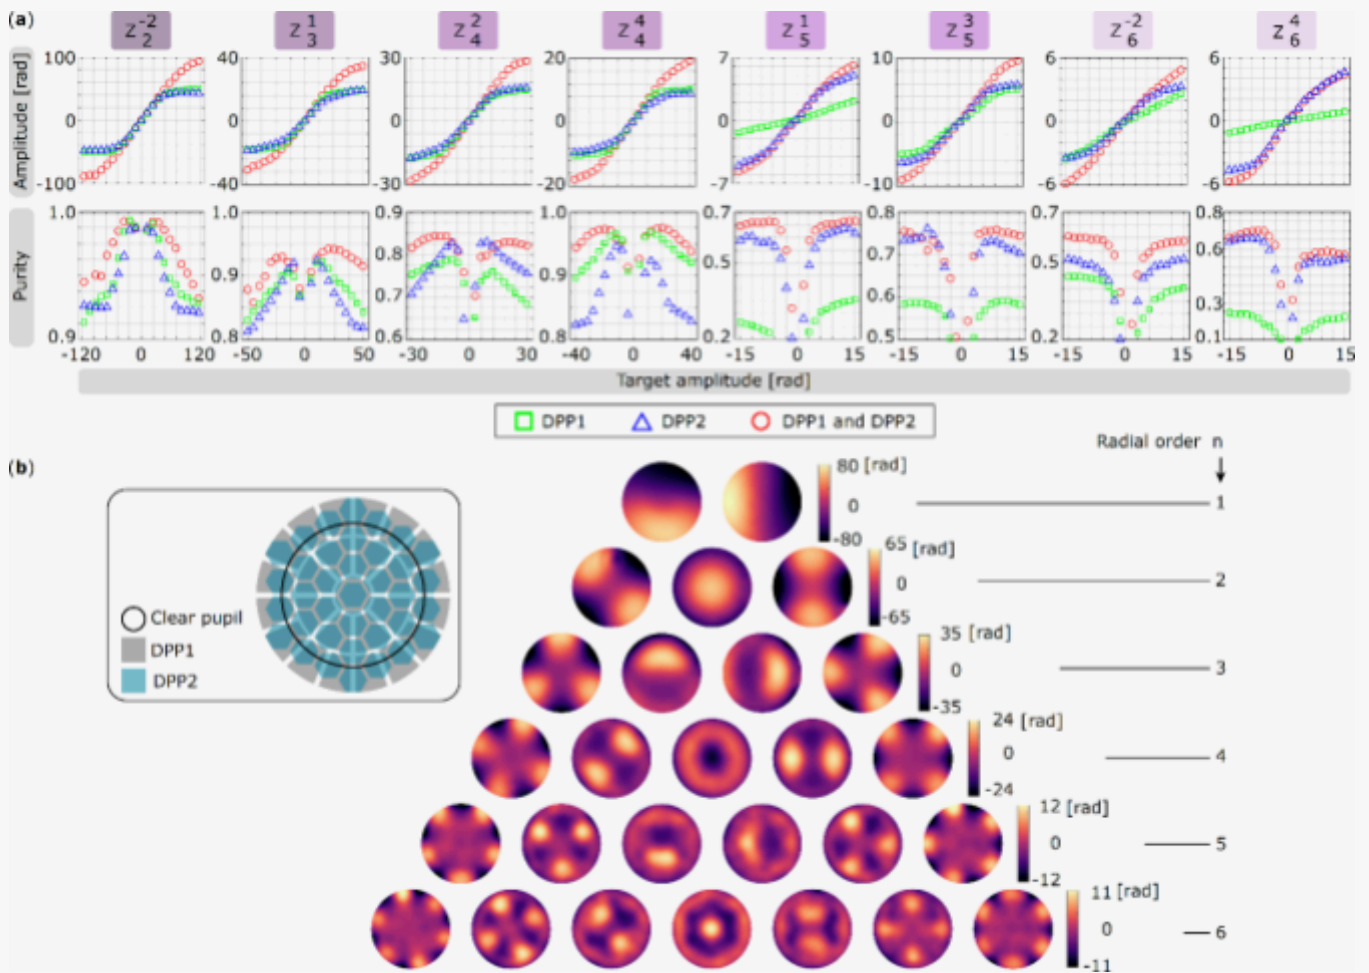 (a)
Z -2 2 Z 1 3 Z 2 4 Z 4 4 Z 1 5 Z 3 5 Z -2 6 Z 4 6
Amplitude [rad]
100 40 30 20 7 10 6 6
0 0 0 0 0 0 0 0
-100 -40 -30 -20 -7 -10 -6 -6
Purity
1.0 1.0 0.9 1.0 0.7 0.8 0.7 0.8
0.7
0.6
0.9 0.8 0.9 0.5 0.5
0.7 0.6 0.3
0.9 0.8 0.6 0.8 0.2 0.5 0.2 0.1
-120 0 120 -50 0 50 -30 0 30 -40 0 40 -15 0 15 -15 0 15 -15 0 15 -15 0 15
Target amplitude [rad]
DPP1 DPP2 DPP1 and DPP2
(b)
Radial order n
80 [rad]
0
-80
1
65 [rad]
0
-65
2
Clear pupil
DPP1
DPP2
35 [rad]
0
-35
3
24 [rad]
0
-24
4
12 [rad]
0
-12
5
11 [rad]
0
-11
6